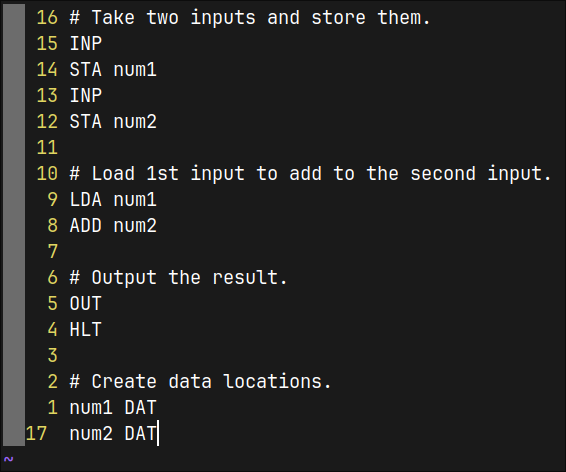 16 # Take two inputs and store them.
15 INP
14 STA num1
13 INP
12 STA num2
11
10 # Load 1st input to add to the second input.
9 LDA num1
8 ADD num2
7
6 # Output the result.
5 OUT
4 HLT
3
2 # Create data locations.
1 num1 DAT
17 num2 DAT
~